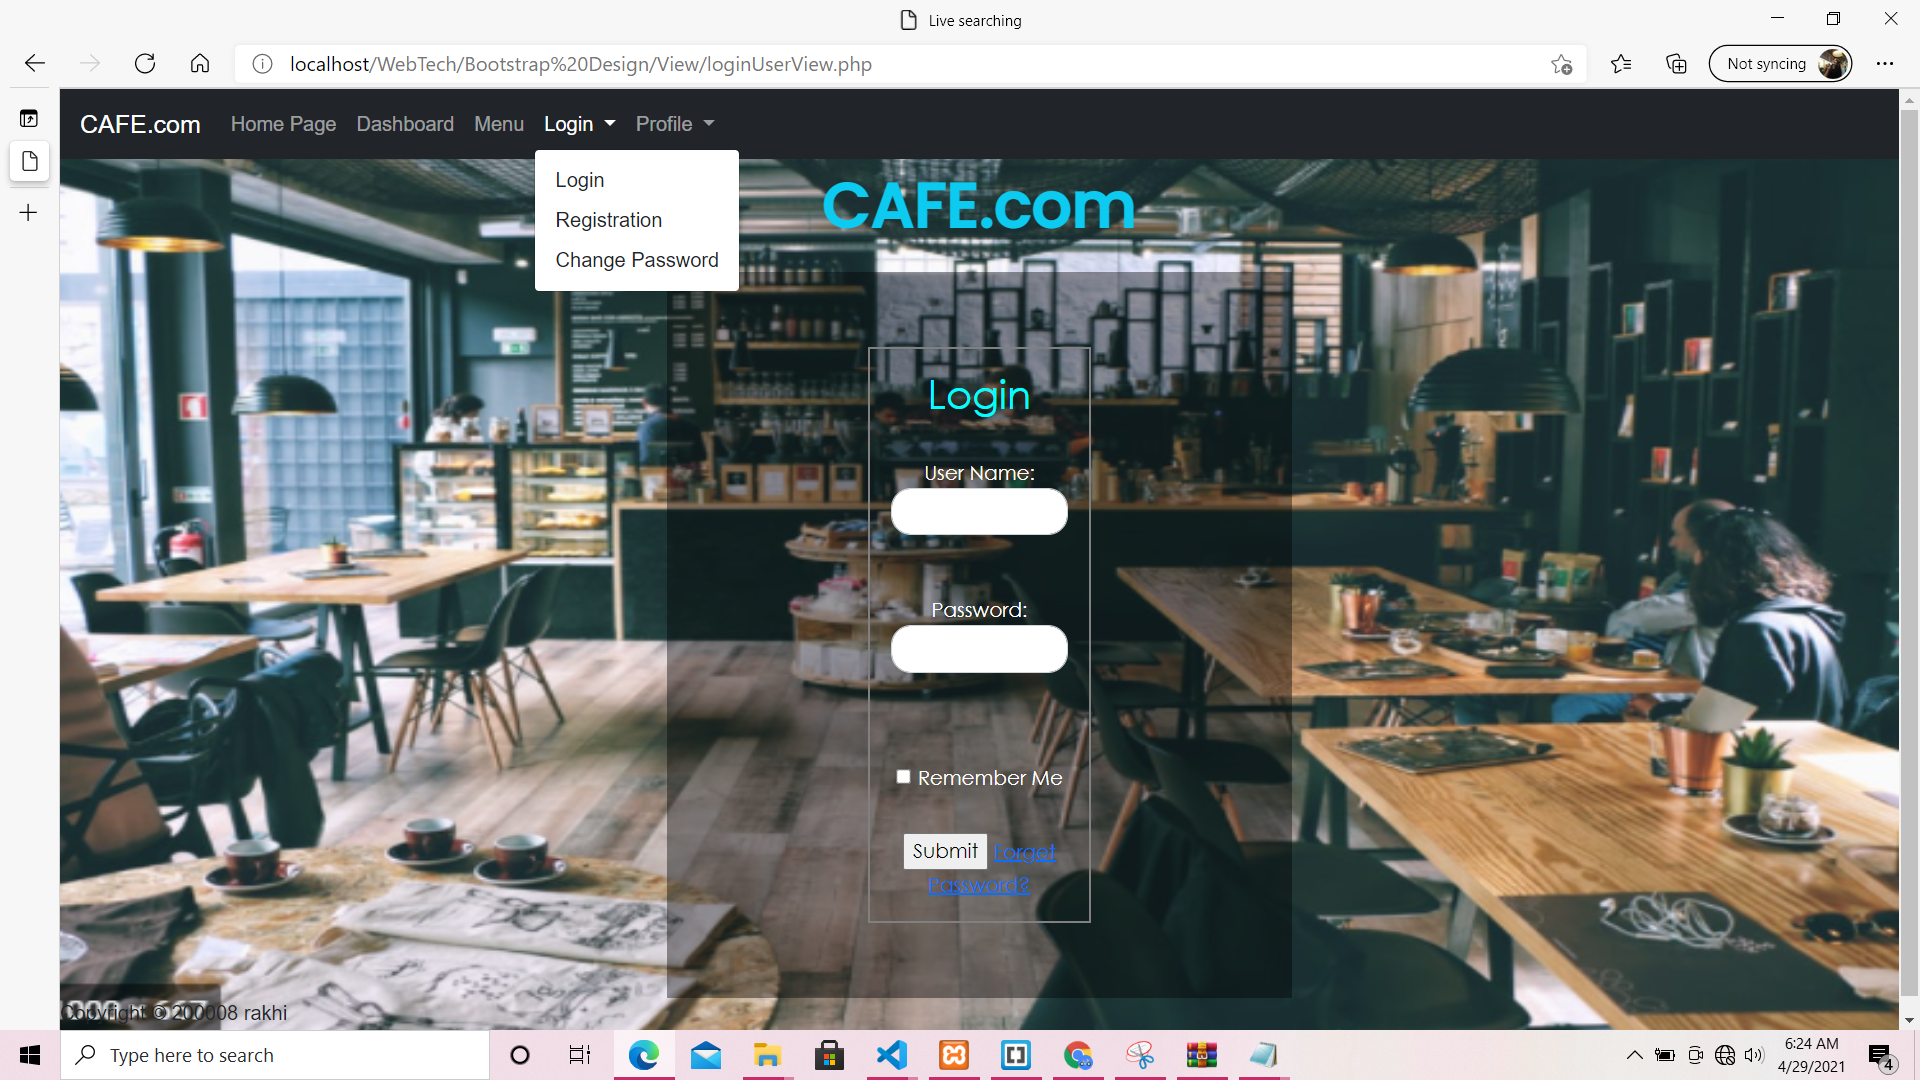 Live searching
localhost/WebTech/Bootstrap%20Design/View/loginUserView.php
Not syncing
CAFE.com
Home Page
Dashboard
Menu
Login
Profile
Login
Registration
Change Password
CAFE.com
Login
User Name:
Password:
Remember Me
Submit Forget
Password?
Copyright © 200008 rakhi
Type here to search
6:24 AM
4/29/2021
4